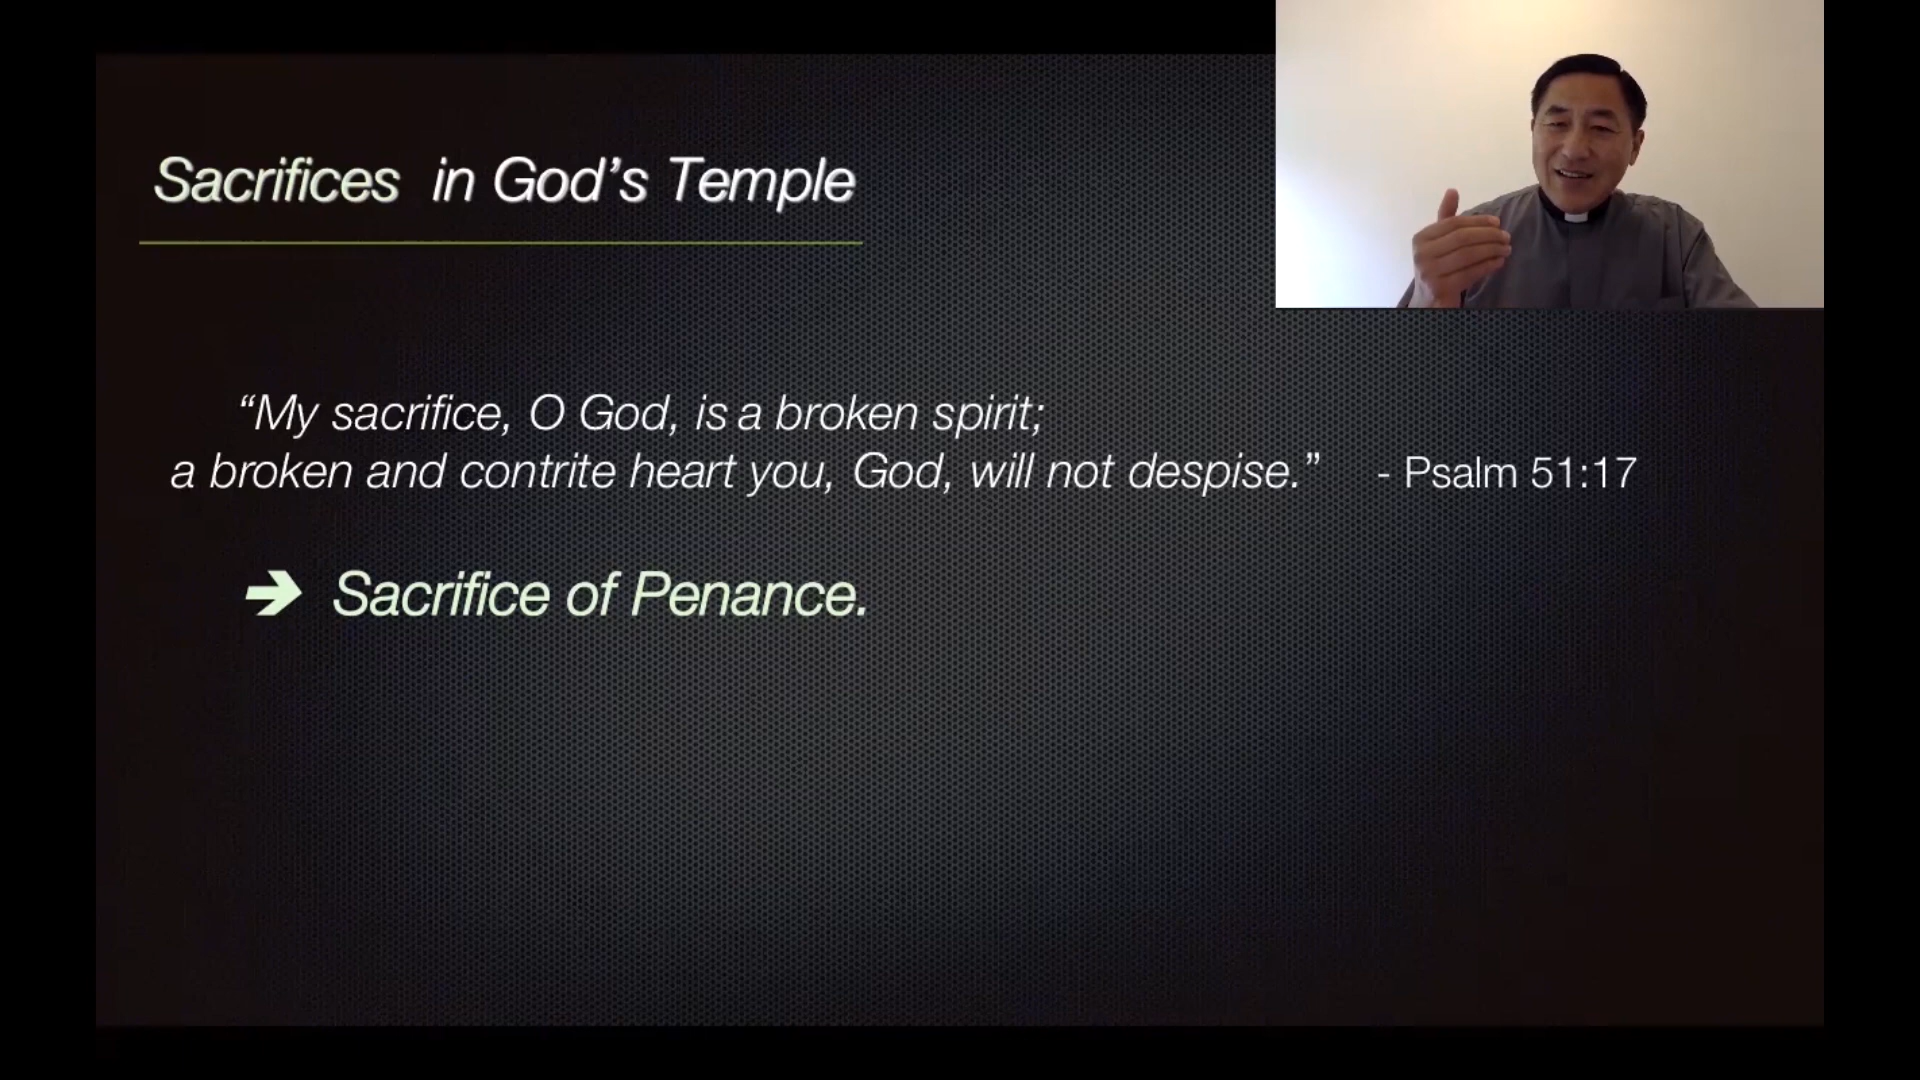 Sacrifices in God’s Temple
“My sacrifice, O God, is a broken spirit;
a broken and contrite heart you, God, will not despise.” - Psalm 51:17
➔ Sacrifice of Penance.